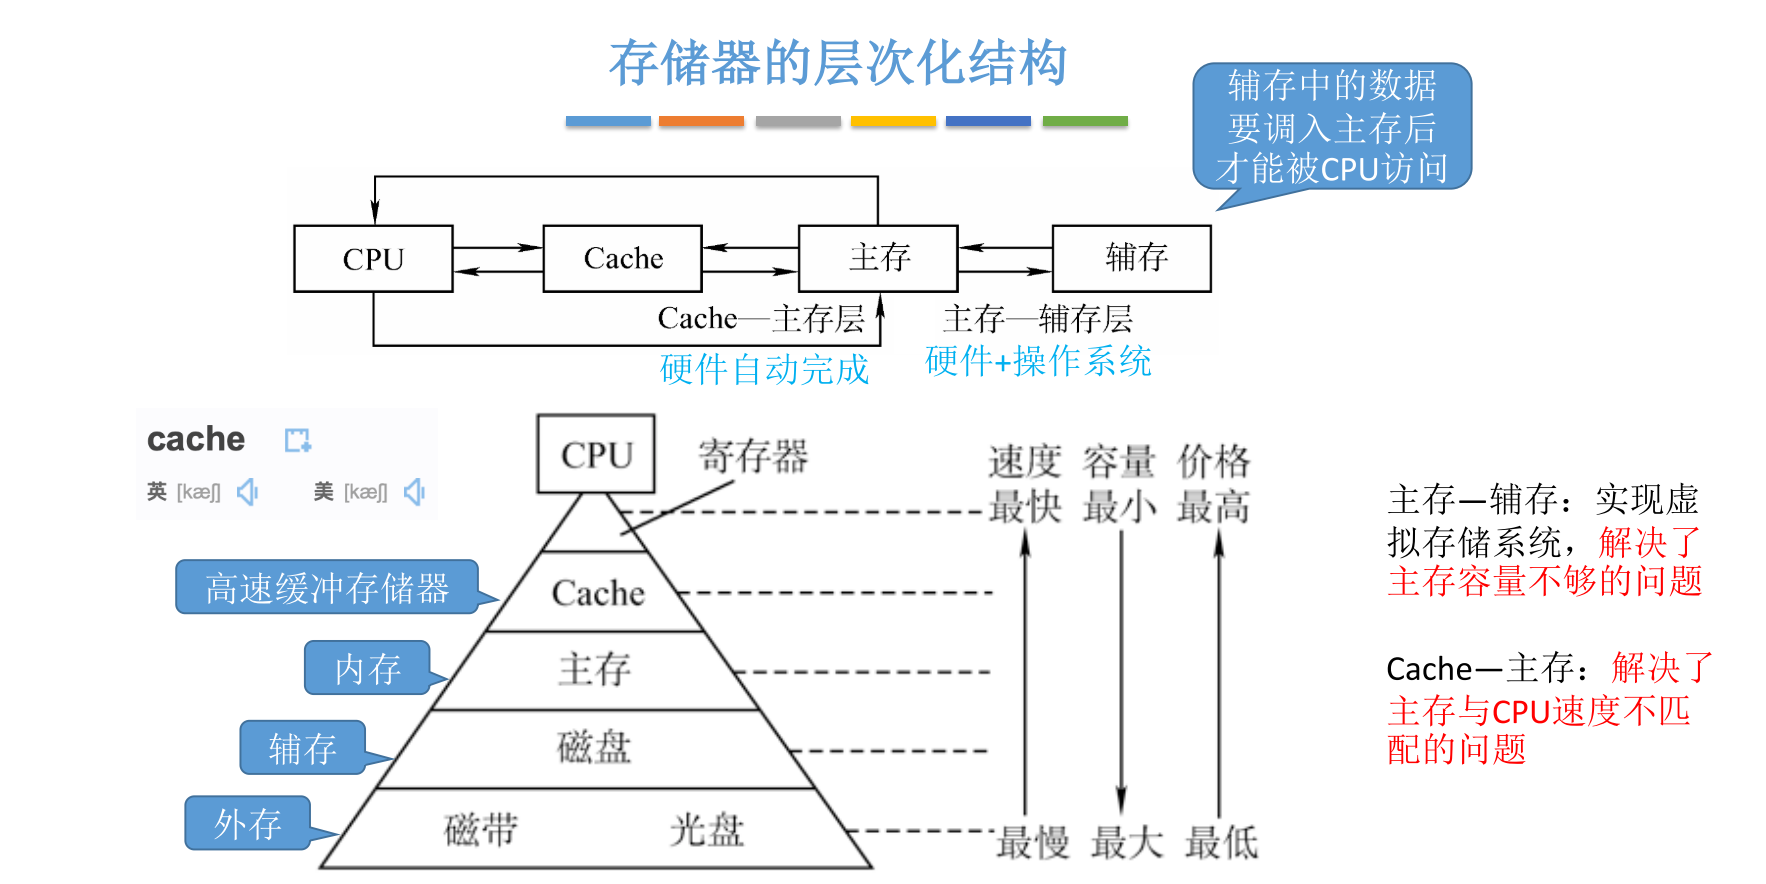 存储器的层次化结构
辅存中的数据
要调入主存后
才能被CPU访问
CPU
Cache
主存
辅存
Cache—主存层
主存—辅存层
硬件自动完成
硬件+操作系统
cache
英 [kæʃ]
美 [kæʃ]
CPU
寄存器
速度 容量 价格
最快 最小 最高
高速缓冲存储器
Cache
内存
主存
辅存
磁盘
外存
磁带
光盘
最慢 最大 最低
主存—辅存：实现虚
拟存储系统，解决了
主存容量不够的问题
Cache—主存：解决了
主存与CPU速度不匹
配的问题